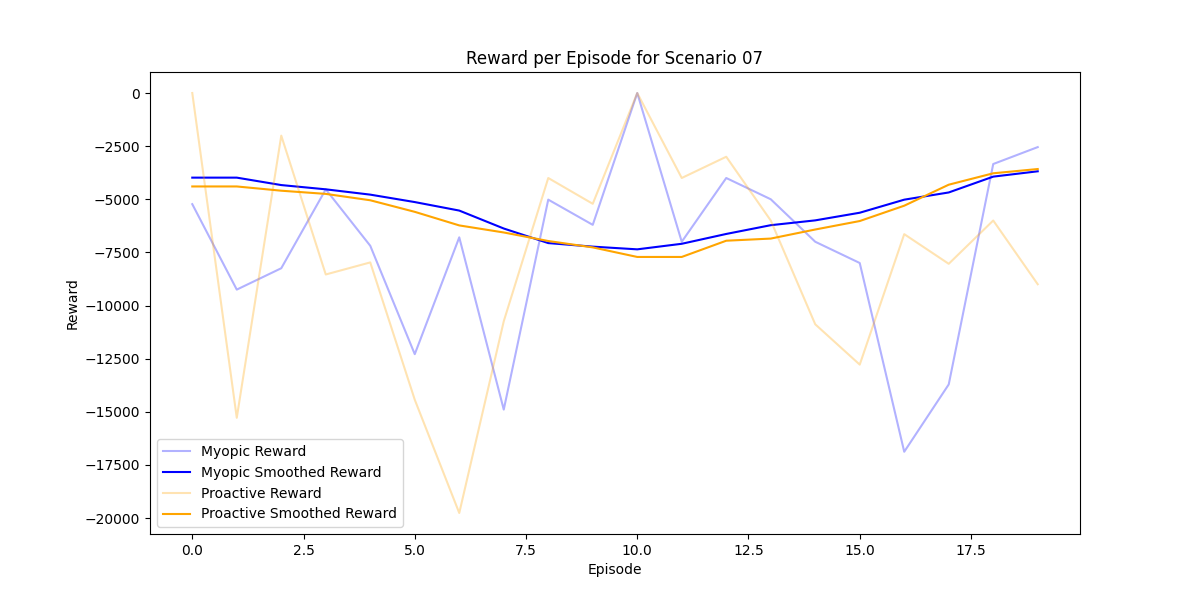 Reward per Episode for Scenario 07
Reward
0
−2500
−5000
−7500
−10000
−12500
−15000
−17500
−20000
Myopic Reward
Myopic Smoothed Reward
Proactive Reward
Proactive Smoothed Reward
0.0 2.5 5.0 7.5 10.0 12.5 15.0 17.5
Episode